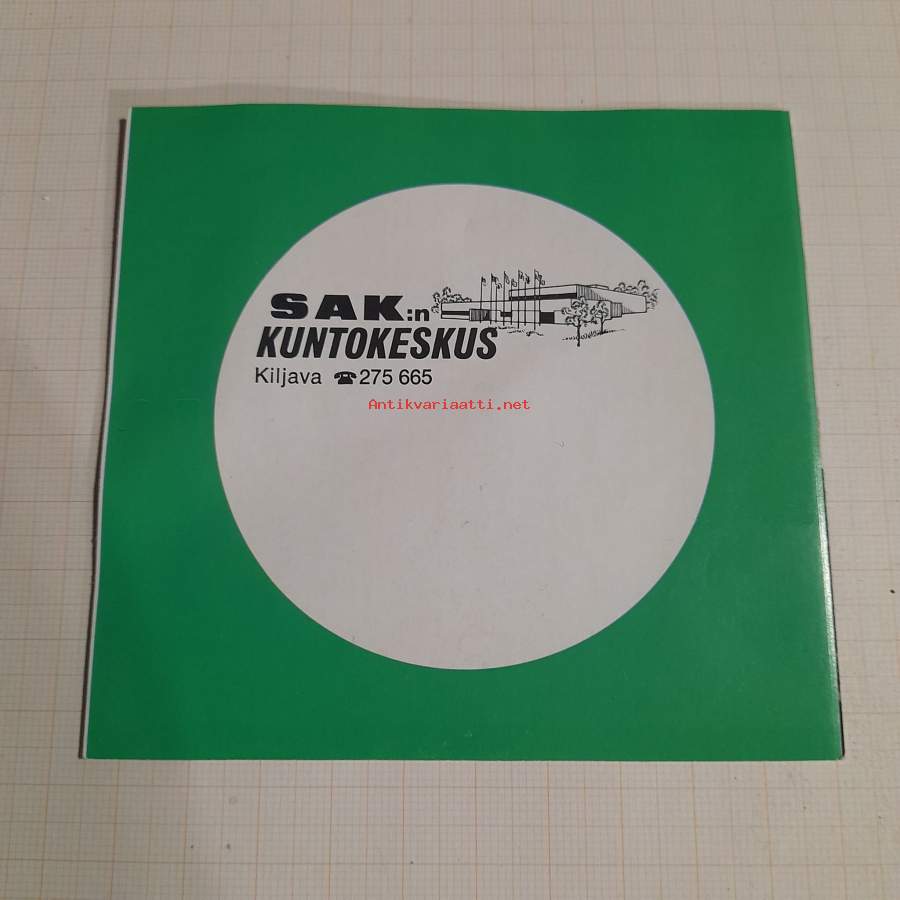 SAK:n
KUNTOKESKUS
Kiljava ☎ 275 665
Antikvariaatti.net